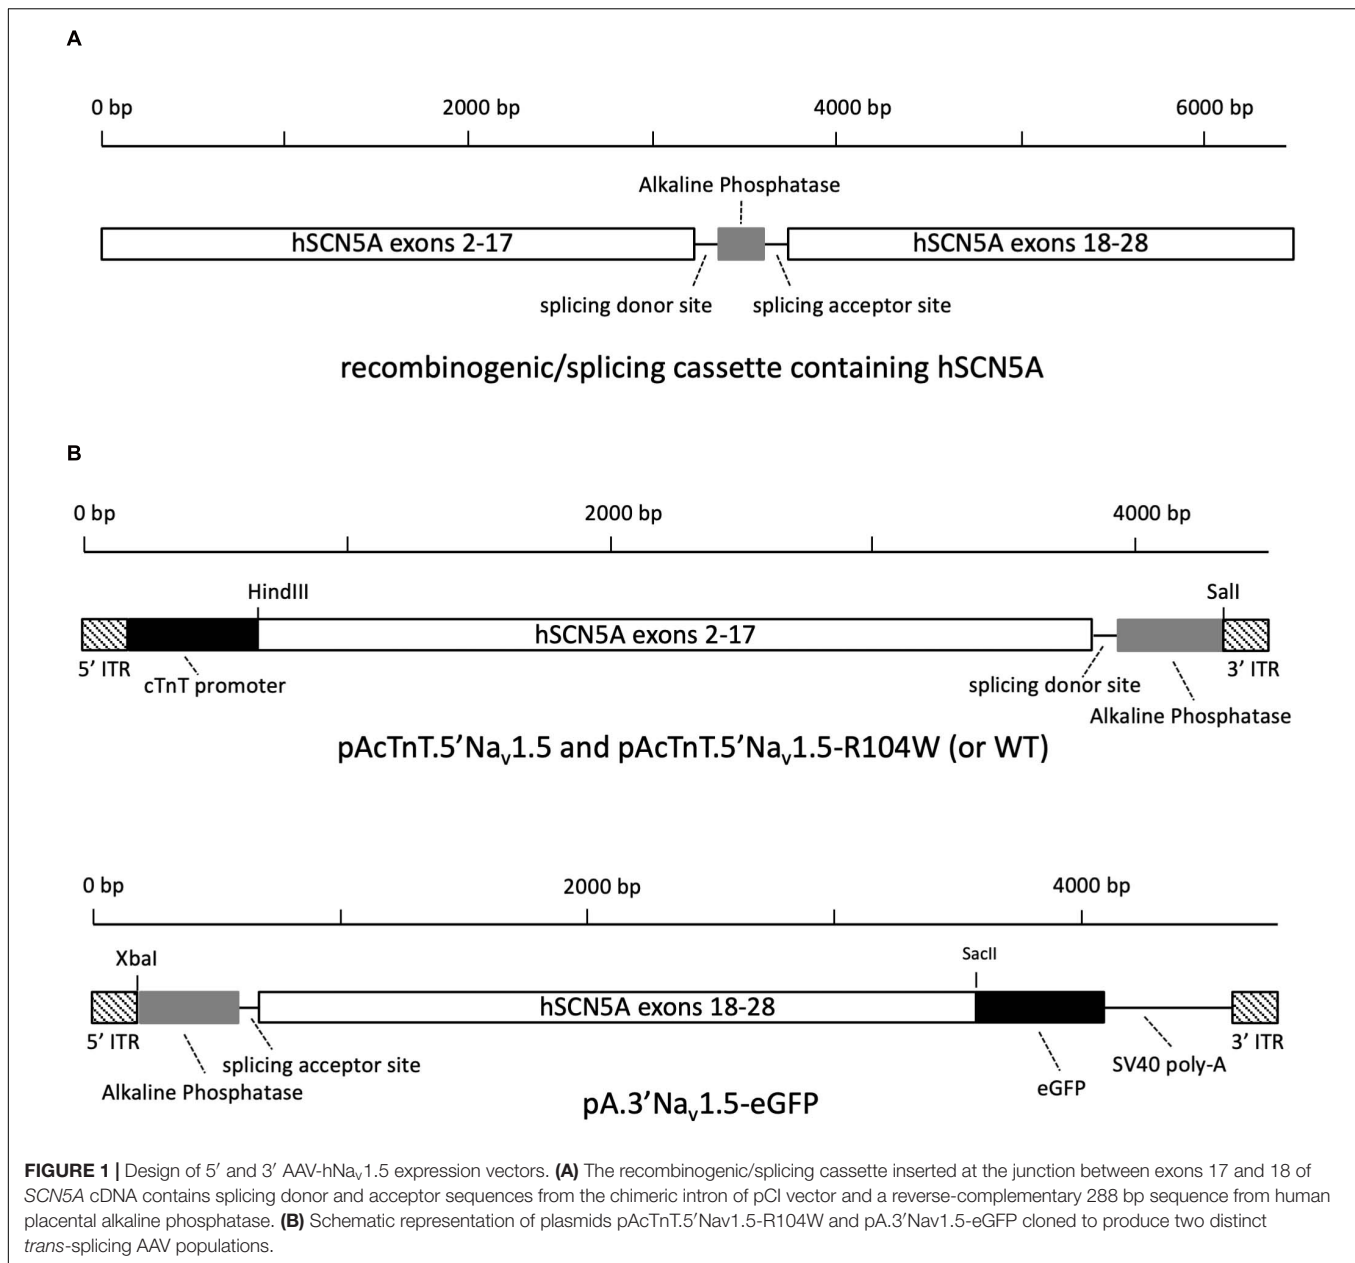 A
0 bp 2000 bp 4000 bp 6000 bp
Alkaline Phosphatase
hSCN5A exons 2-17 hSCN5A exons 18-28
splicing donor site splicing acceptor site
recombinogenic/splicing cassette containing hSCN5A
B
0 bp 2000 bp 4000 bp
HindIII SalI
hSCN5A exons 2-17
5′ ITR cTnT promoter splicing donor site 3′ ITR
Alkaline Phosphatase
pAcTnT.5′Nav1.5 and pAcTnT.5′Nav1.5-R104W (or WT)
0 bp 2000 bp 4000 bp
XbaI SacII
hSCN5A exons 18-28
5′ ITR splicing acceptor site SV40 poly-A 3′ ITR
Alkaline Phosphatase eGFP
pA.3′Nav1.5-eGFP
FIGURE 1 | Design of 5′ and 3′ AAV-hNav1.5 expression vectors. (A) The recombinogenic/splicing cassette inserted at the junction between exons 17 and 18 of
SCN5A cDNA contains splicing donor and acceptor sequences from the chimeric intron of pCI vector and a reverse-complementary 288 bp sequence from human
placental alkaline phosphatase. (B) Schematic representation of plasmids pAcTnT.5′Nav1.5-R104W and pA.3′Nav1.5-eGFP cloned to produce two distinct
trans-splicing AAV populations.